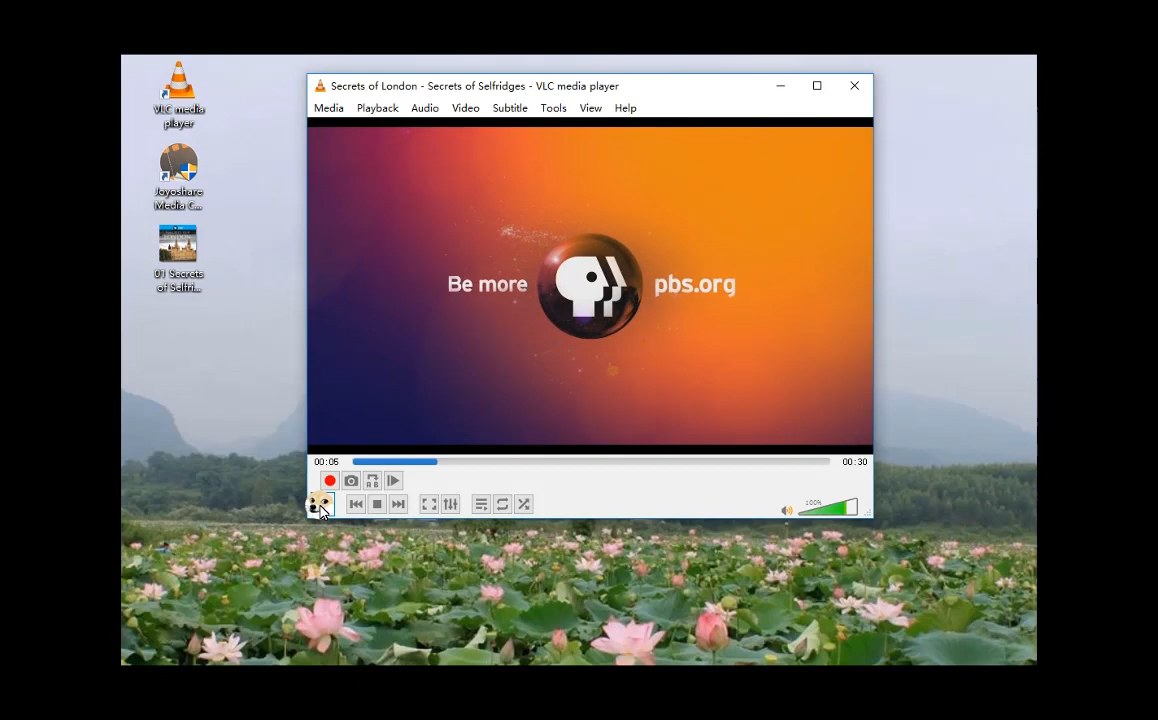 VLC media
player
Joyoshare
Media C...
01 Secrets
of Selfri...
Secrets of London - Secrets of Selfridges - VLC media player
Media Playback Audio Video Subtitle Tools View Help
Be more pbs.org
00:05 00:30
A B
100%